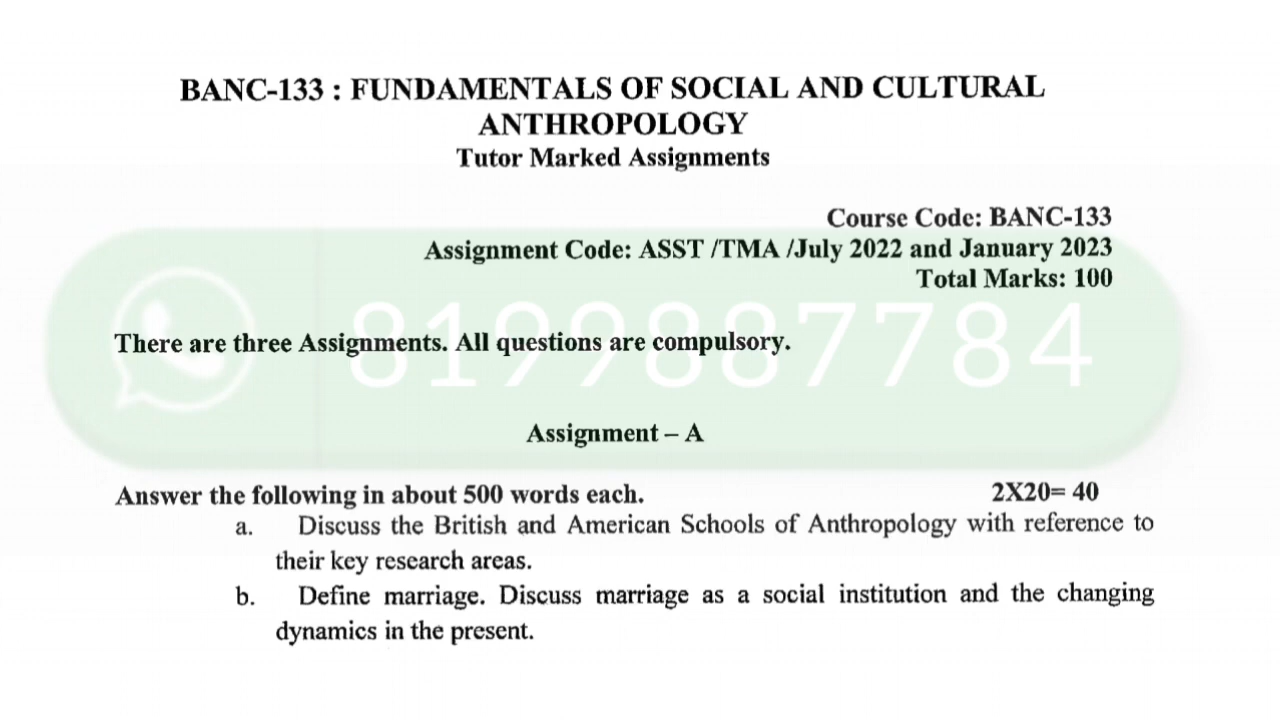 BANC-133 : FUNDAMENTALS OF SOCIAL AND CULTURAL
ANTHROPOLOGY
Tutor Marked Assignments
Course Code: BANC-133
Assignment Code: ASST /TMA /July 2022 and January 2023
Total Marks: 100
8199887784
There are three Assignments. All questions are compulsory.
Assignment – A
Answer the following in about 500 words each. 2X20= 40
a. Discuss the British and American Schools of Anthropology with reference to
their key research areas.
b. Define marriage. Discuss marriage as a social institution and the changing
dynamics in the present.